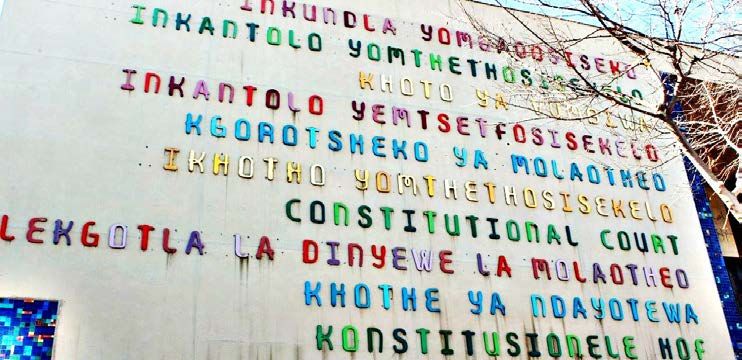 INKUNDLA YOMGAQOSISEKO
INKANTOLO YOMTHETHOSISEKELO
KHOTO YA
INKANTOLO YEMTSETFOSISEKELO
KGOROTSHEKO YA MOLAOTHEO
IKHOTHO YOMTHETHOSISEKELO
CONSTITUTIONAL COURT
LEKGOTLA LA DINYEWE LA MOLAOTHEO
KHOTHE YA NDAYOTEWA
KONSTITUSIONELE HOF